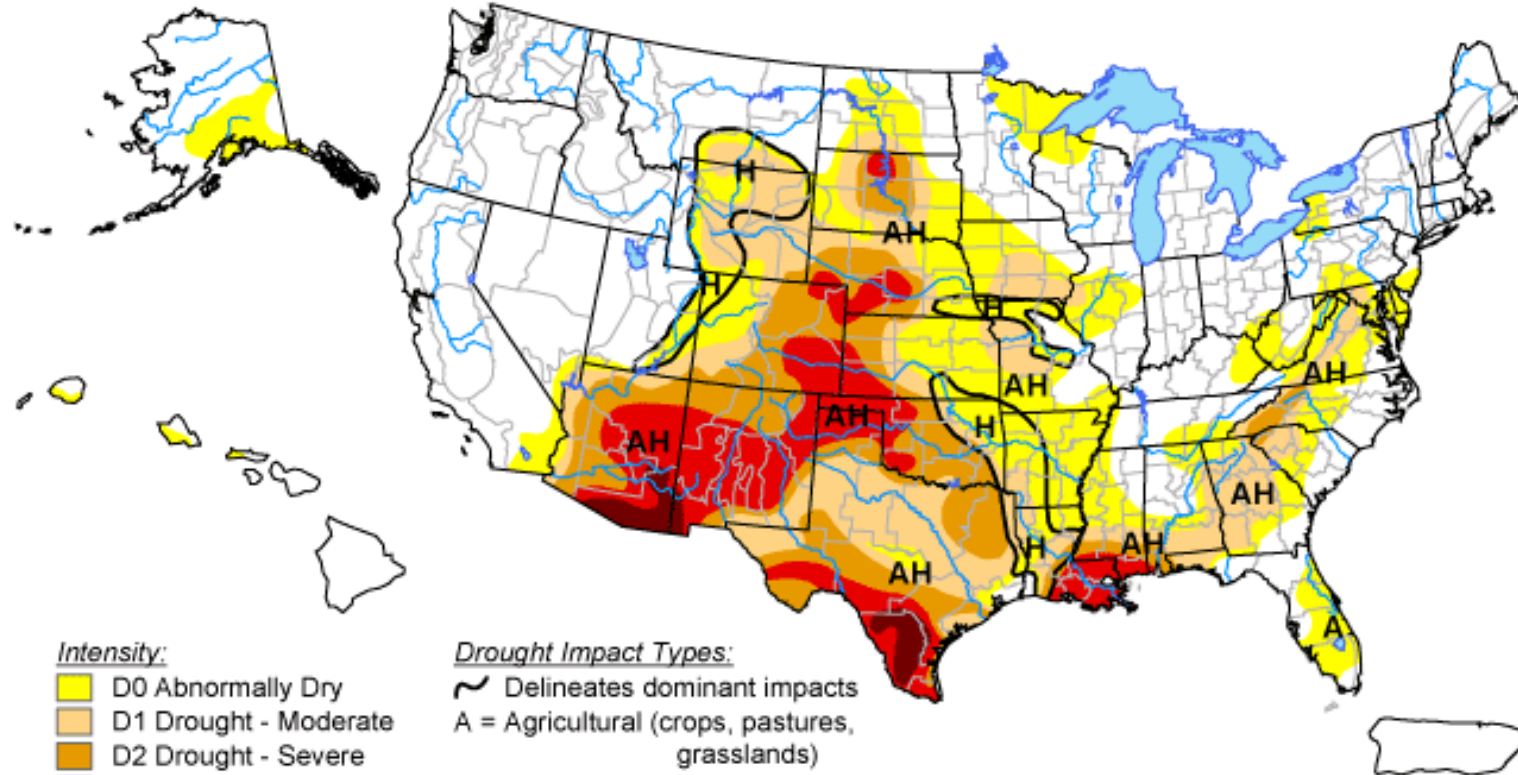 H
AH
H
H
AH
AH
AH
AH
H
AH
H
AH
AH
A
Intensity:
D0 Abnormally Dry
D1 Drought - Moderate
D2 Drought - Severe
Drought Impact Types:
Delineates dominant impacts
A = Agricultural (crops, pastures,
grasslands)